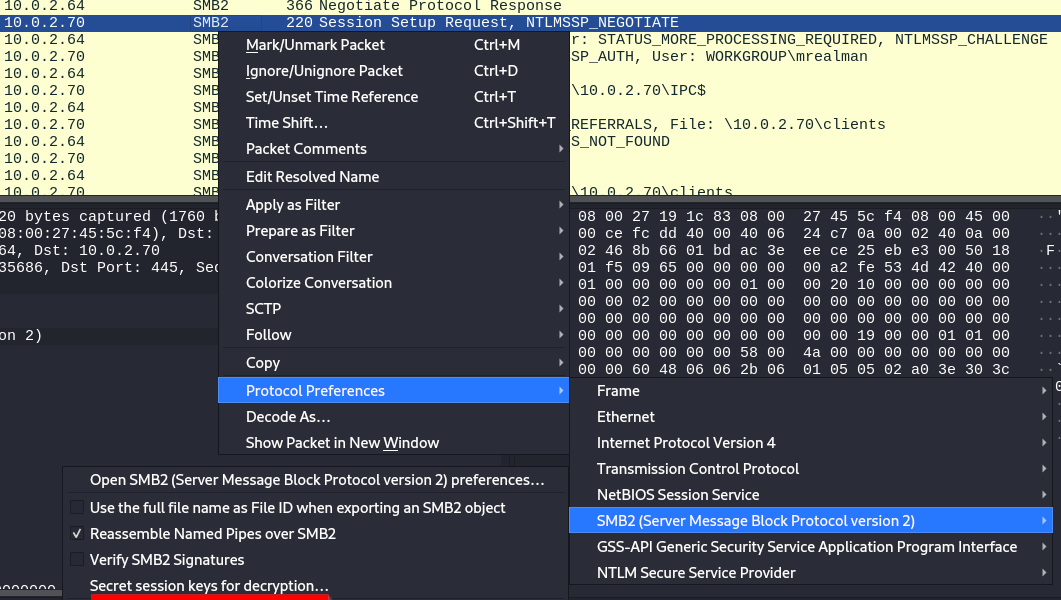 10.0.2.64 SMB2 366 Negotiate Protocol Response
10.0.2.70 SMB2 220 Session Setup Request, NTLMSSP_NEGOTIATE
10.0.2.64 SMB r: STATUS_MORE_PROCESSING_REQUIRED, NTLMSSP_CHALLENGE
10.0.2.70 SMB SP_AUTH, User: WORKGROUP\mrealman
10.0.2.64 SMB
10.0.2.70 SMB \10.0.2.70\IPC$
10.0.2.64 SMB
10.0.2.70 SMB REFERRALS, File: \10.0.2.70\clients
10.0.2.64 SMB S_NOT_FOUND
10.0.2.70 SMB
10.0.2.64 SMB
10.0.2.70 SMB \10.0.2.70\clients
Mark/Unmark Packet Ctrl+M
Ignore/Unignore Packet Ctrl+D
Set/Unset Time Reference Ctrl+T
Time Shift… Ctrl+Shift+T
Packet Comments
Edit Resolved Name
Apply as Filter
Prepare as Filter
Conversation Filter
Colorize Conversation
SCTP
Follow
Copy
Protocol Preferences
Decode As…
Show Packet in New Window
20 bytes captured (1760 b
08:00:27:45:5c:f4), Dst:
64, Dst: 10.0.2.70
35686, Dst Port: 445, Seq
on 2)
08 00 27 19 1c 83 08 00 27 45 5c f4 08 00 45 00
00 ce fc dd 40 00 40 06 24 c7 0a 00 02 40 0a 00
02 46 8b 66 01 bd ac 3e ee ce 25 eb e3 00 50 18 F
01 f5 09 65 00 00 00 00 00 a2 fe 53 4d 42 40 00
01 00 00 00 00 00 01 00 00 20 10 00 00 00 00 00
00 00 02 00 00 00 00 00 00 00 00 00 00 00 00 00
00 00 00 00 00 00 00 00 00 00 00 00 00 00 00 00
00 00 00 00 00 00 00 00 00 00 19 00 00 01 01 00
00 00 00 00 00 00 58 00 4a 00 00 00 00 00 00 00
00 00 60 48 06 06 2b 06 01 05 05 02 a0 3e 30 3c
Frame
Ethernet
Internet Protocol Version 4
Transmission Control Protocol
NetBIOS Session Service
SMB2 (Server Message Block Protocol version 2)
GSS-API Generic Security Service Application Program Interface
NTLM Secure Service Provider
Open SMB2 (Server Message Block Protocol version 2) preferences…
Use the full file name as File ID when exporting an SMB2 object
Reassemble Named Pipes over SMB2
Verify SMB2 Signatures
Secret session keys for decryption…